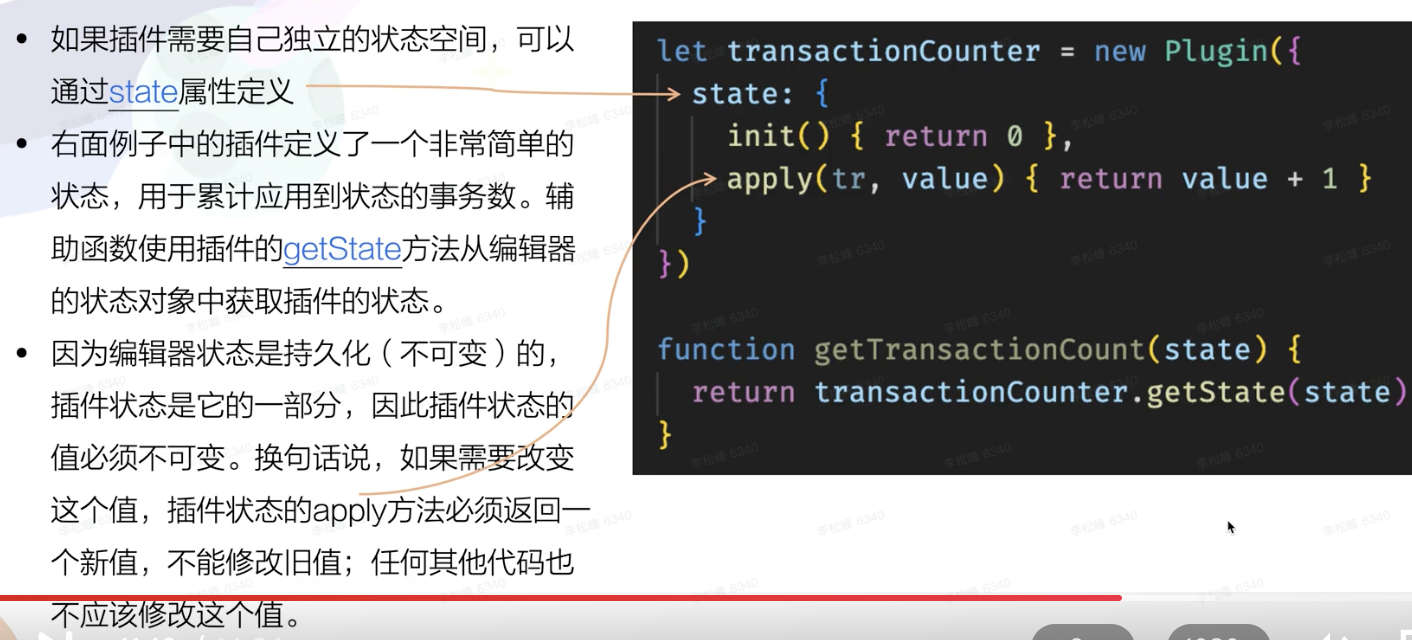 • 如果插件需要自己独立的状态空间，可以
通过state属性定义
• 右面例子中的插件定义了一个非常简单的
状态，用于累计应用到状态的事务数。辅
助函数使用插件的getState方法从编辑器
的状态对象中获取插件的状态。
• 因为编辑器状态是持久化（不可变）的，
插件状态是它的一部分，因此插件状态的
值必须不可变。换句话说，如果需要改变
这个值，插件状态的apply方法必须返回一
个新值，不能修改旧值；任何其他代码也
不应该修改这个值。
let transactionCounter = new Plugin({
state: {
init() { return 0 },
apply(tr, value) { return value + 1 }
}
})
function getTransactionCount(state) {
return transactionCounter.getState(state)
}
李松峰 6340